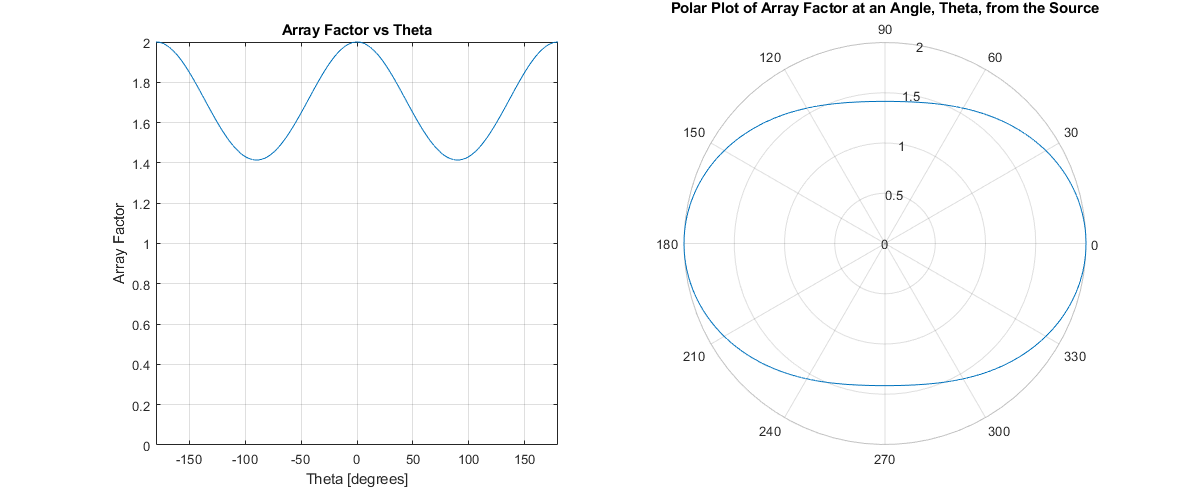 Array Factor vs Theta
2
1.8
1.6
1.4
1.2
1
0.8
0.6
0.4
0.2
0
Array Factor
-150 -100 -50 0 50 100 150
Theta [degrees]
Polar Plot of Array Factor at an Angle, Theta, from the Source
90
120 2 60
1.5
150 1 30
0.5
180 0 0
210 330
240 300
270